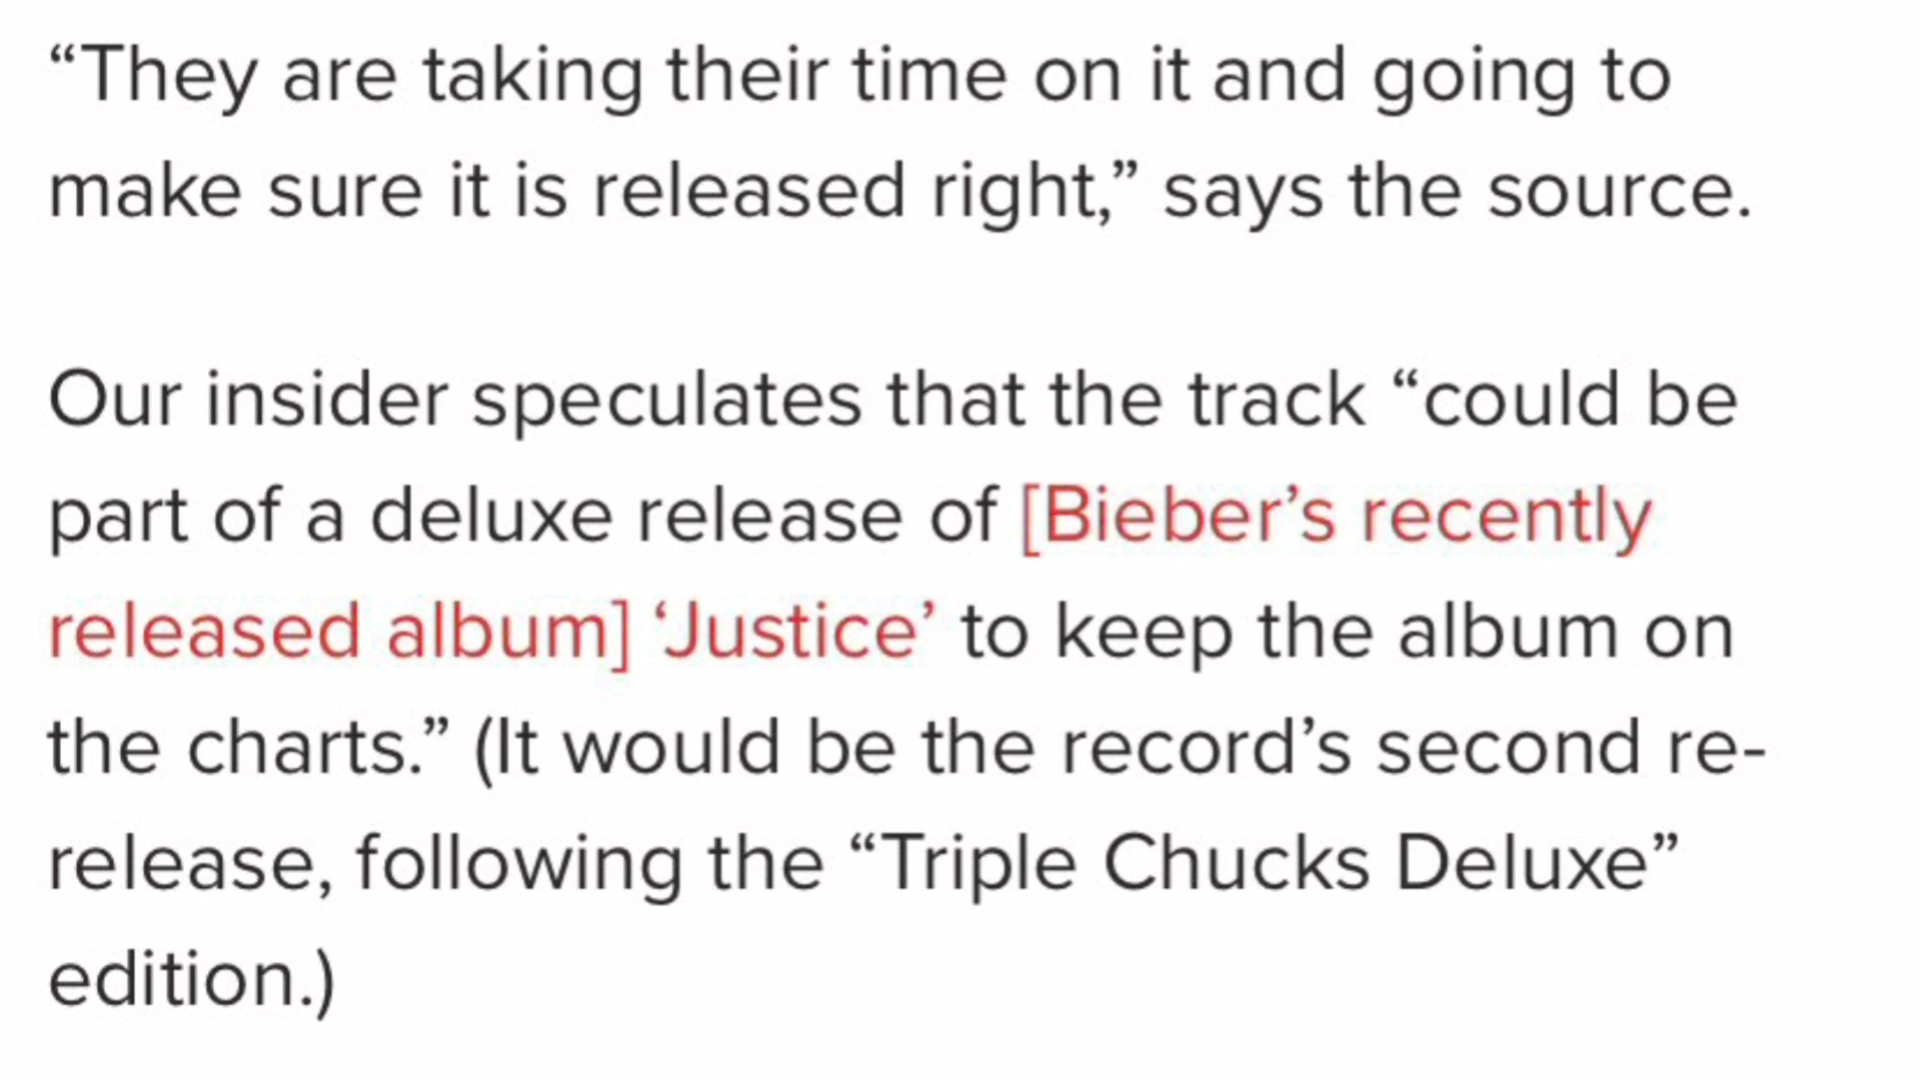 “They are taking their time on it and going to
make sure it is released right,” says the source.
Our insider speculates that the track “could be
part of a deluxe release of [Bieber’s recently
released album] ‘Justice’ to keep the album on
the charts.” (It would be the record’s second re-
release, following the “Triple Chucks Deluxe”
edition.)